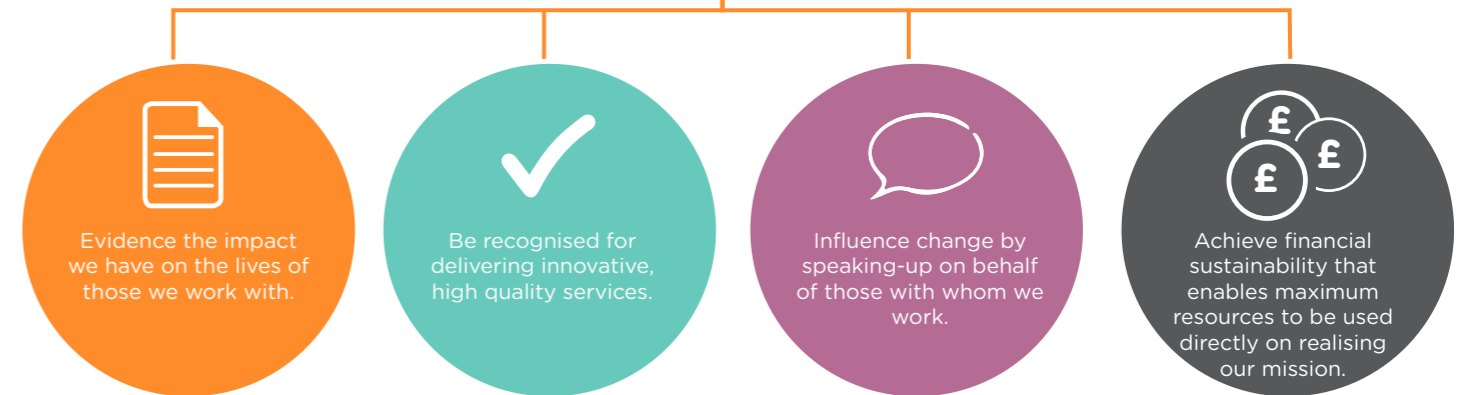 Evidence the impact
we have on the lives of
those we work with.
Be recognised for
delivering innovative,
high quality services.
Influence change by
speaking-up on behalf
of those with whom we
work.
£
£
£
Achieve financial
sustainability that
enables maximum
resources to be used
directly on realising
our mission.